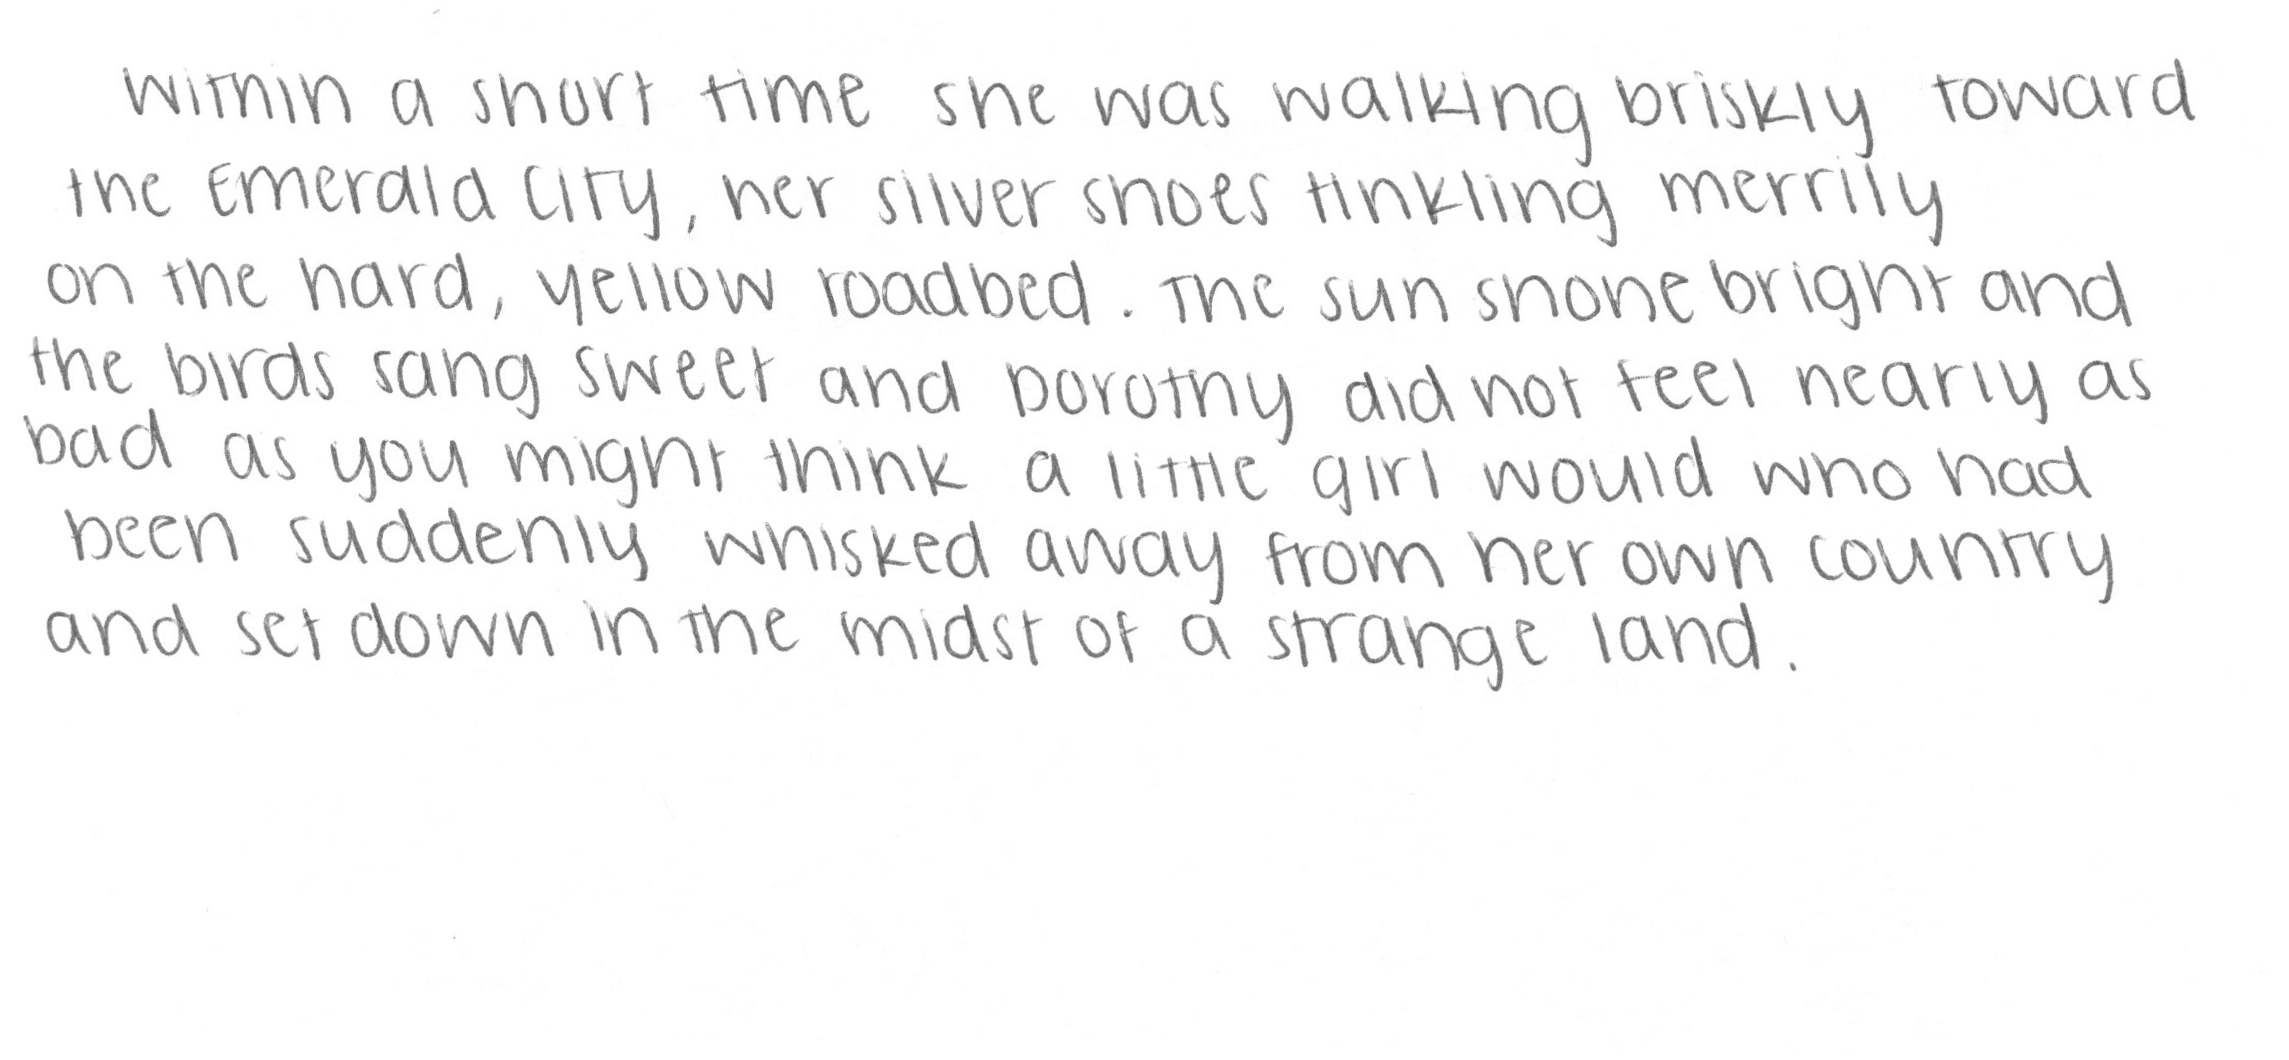 Within a short time she was walking briskly toward
the Emerald City, her silver shoes tinkling merrily
on the hard, yellow roadbed. The sun shone bright and
the birds sang sweet and Dorothy did not feel nearly as
bad as you might think a little girl would who had
been suddenly whisked away from her own country
and set down in the midst of a strange land.